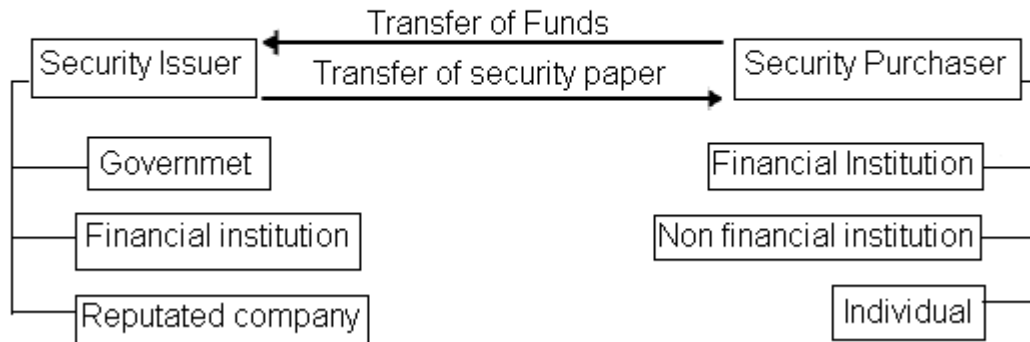 Transfer of Funds
Security Issuer
Transfer of security paper
Security Purchaser
Governmet
Financial institution
Reputated company
Financial Institution
Non financial institution
Individual